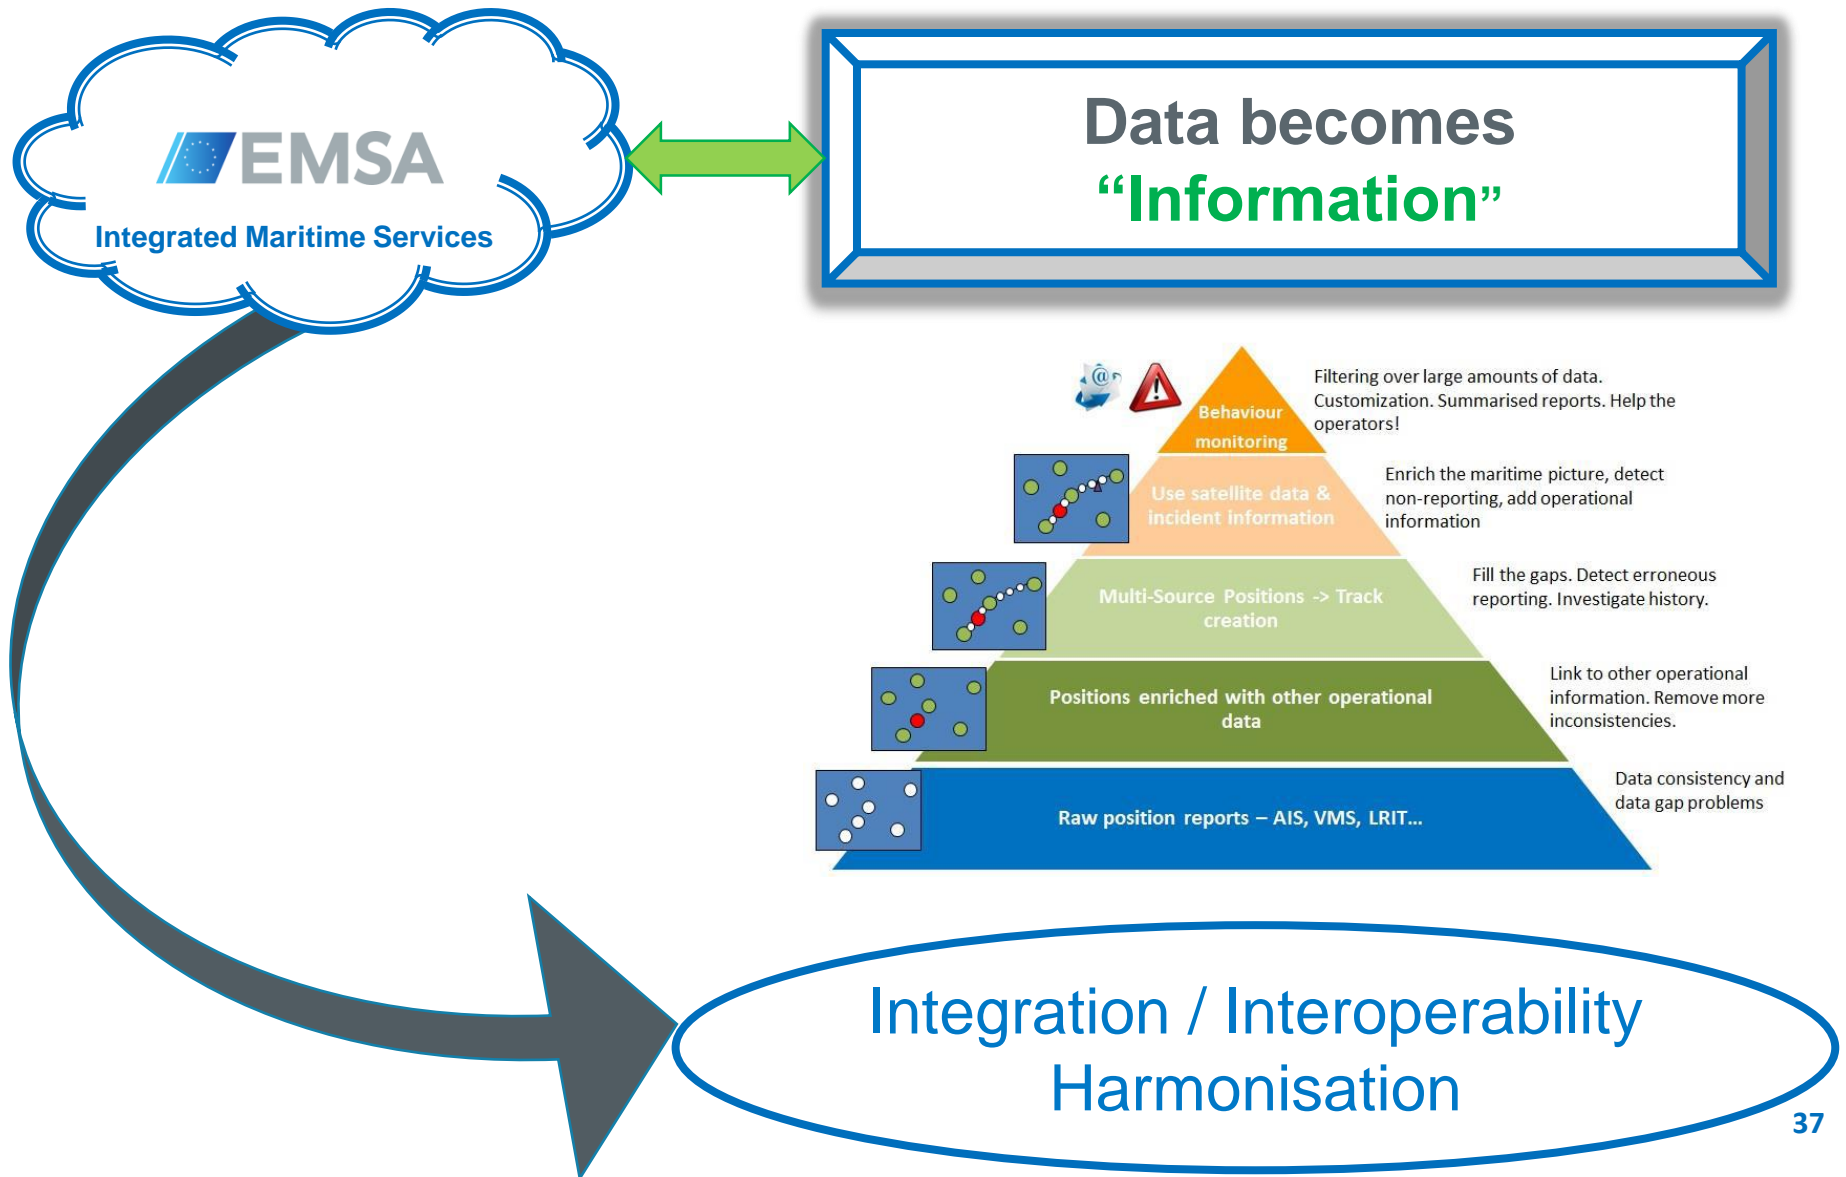 EMSA
Integrated Maritime Services
Data becomes
“Information”
Behaviour
monitoring
Filtering over large amounts of data.
Customization. Summarised reports. Help the
operators!
Use satellite data &
incident information
Enrich the maritime picture, detect
non-reporting, add operational
information
Multi-Source Positions -> Track
creation
Fill the gaps. Detect erroneous
reporting. Investigate history.
Positions enriched with other operational
data
Link to other operational
information. Remove more
inconsistencies.
Raw position reports – AIS, VMS, LRIT...
Data consistency and
data gap problems
Integration / Interoperability
Harmonisation
37